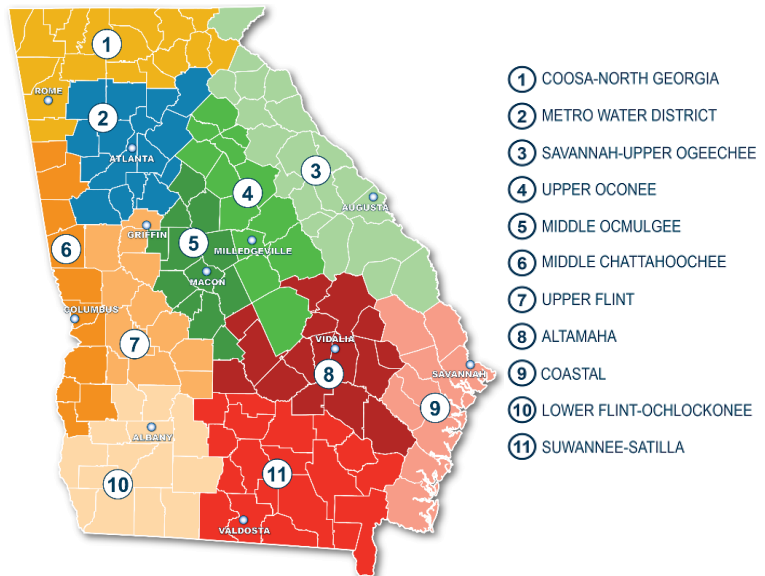 1
ROME
2
ATLANTA
3
4
AUGUSTA
GRIFFIN
5
MILLEDGEVILLE
6
MACON
COLUMBUS
7
VIDALIA
8
SAVANNAH
9
ALBANY
10
11
VALDOSTA
1 COOSA-NORTH GEORGIA
2 METRO WATER DISTRICT
3 SAVANNAH-UPPER OGEECHEE
4 UPPER OCONEE
5 MIDDLE OCMULGEE
6 MIDDLE CHATTAHOOCHEE
7 UPPER FLINT
8 ALTAMAHA
9 COASTAL
10 LOWER FLINT-OCHLOCKONEE
11 SUWANNEE-SATILLA